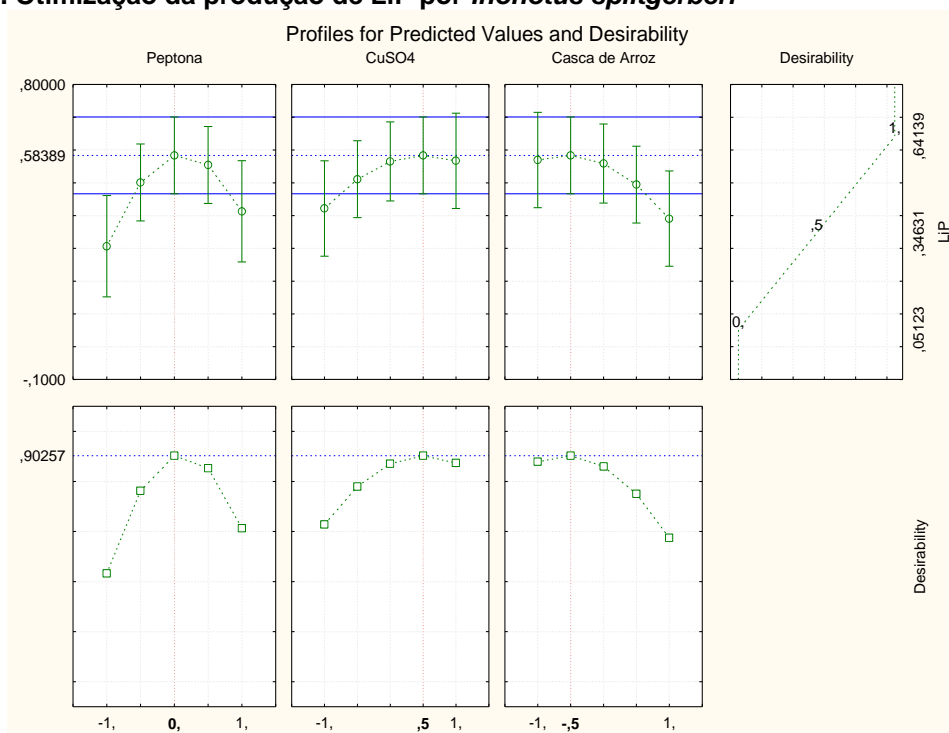 Otimização da produção de LiP por Inonotus splitgerberi
Profiles for Predicted Values and Desirability
Peptona CuSO4 Casca de Arroz Desirability
,80000
,58389
-,1000
1,
,5
0,
,64139
,34631
,05123
LiP
,90257
Desirability
-1, 0, 1, -1, ,5 1, -1, -,5 1,